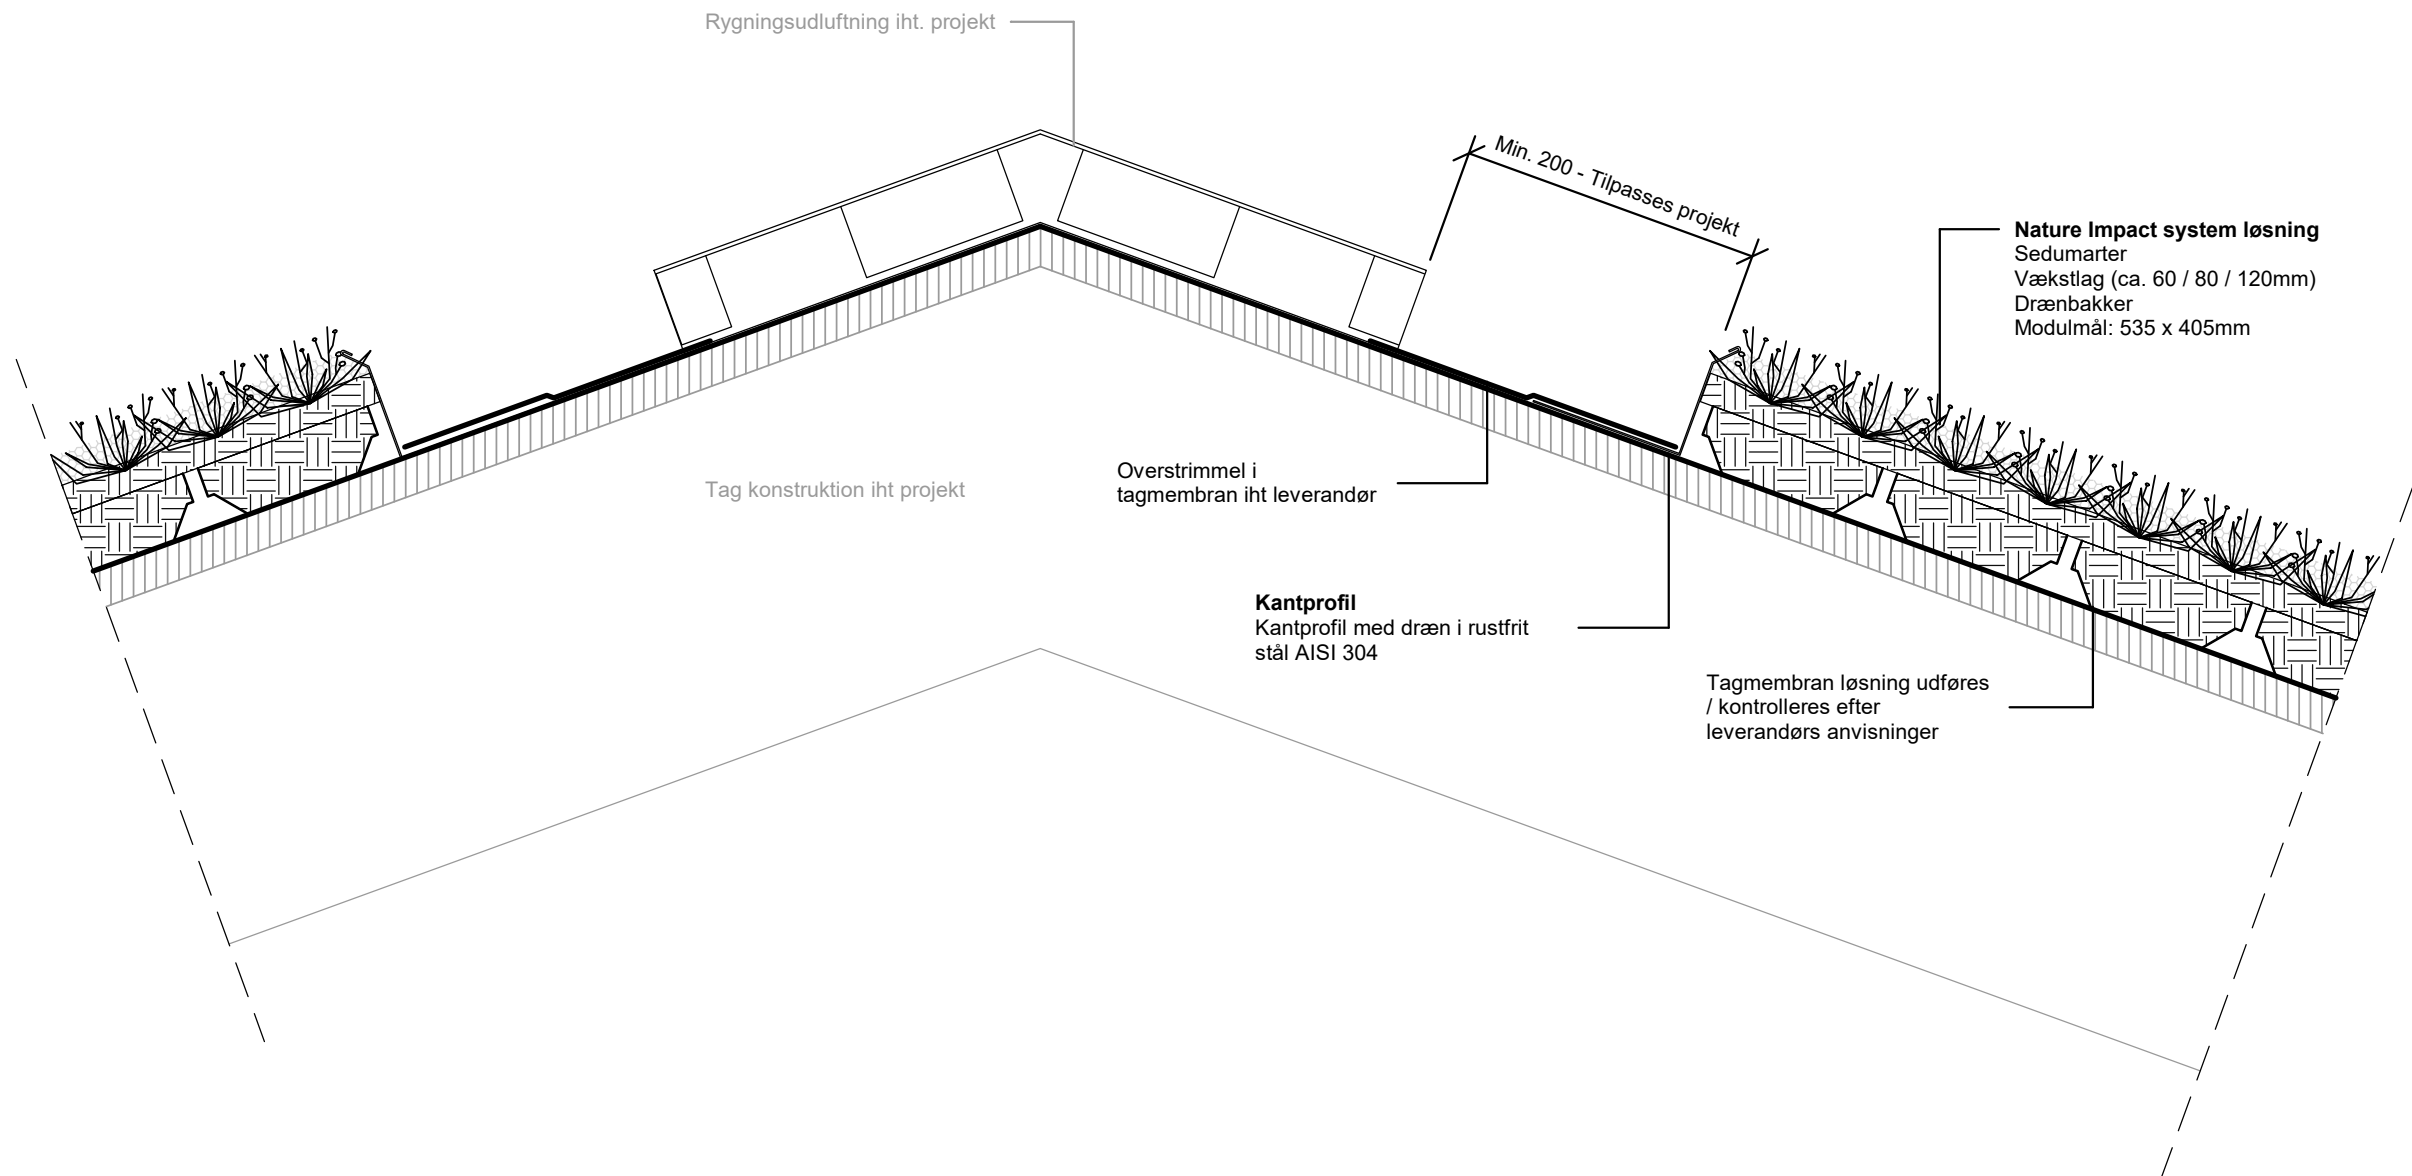 Rygningsudluftning iht. projekt
Min. 200 - Tilpasses projekt
Nature Impact system løsning
Sedumarter
Vækstlag (ca. 60 / 80 / 120mm)
Drænbakker
Modulmål: 535 x 405mm
Overstrimmel i
tagmembran iht leverandør
Tag konstruktion iht projekt
Kantprofil
Kantprofil med dræn i rustfrit
stål AISI 304
Tagmembran løsning udføres
/ kontrolleres efter
leverandørs anvisninger